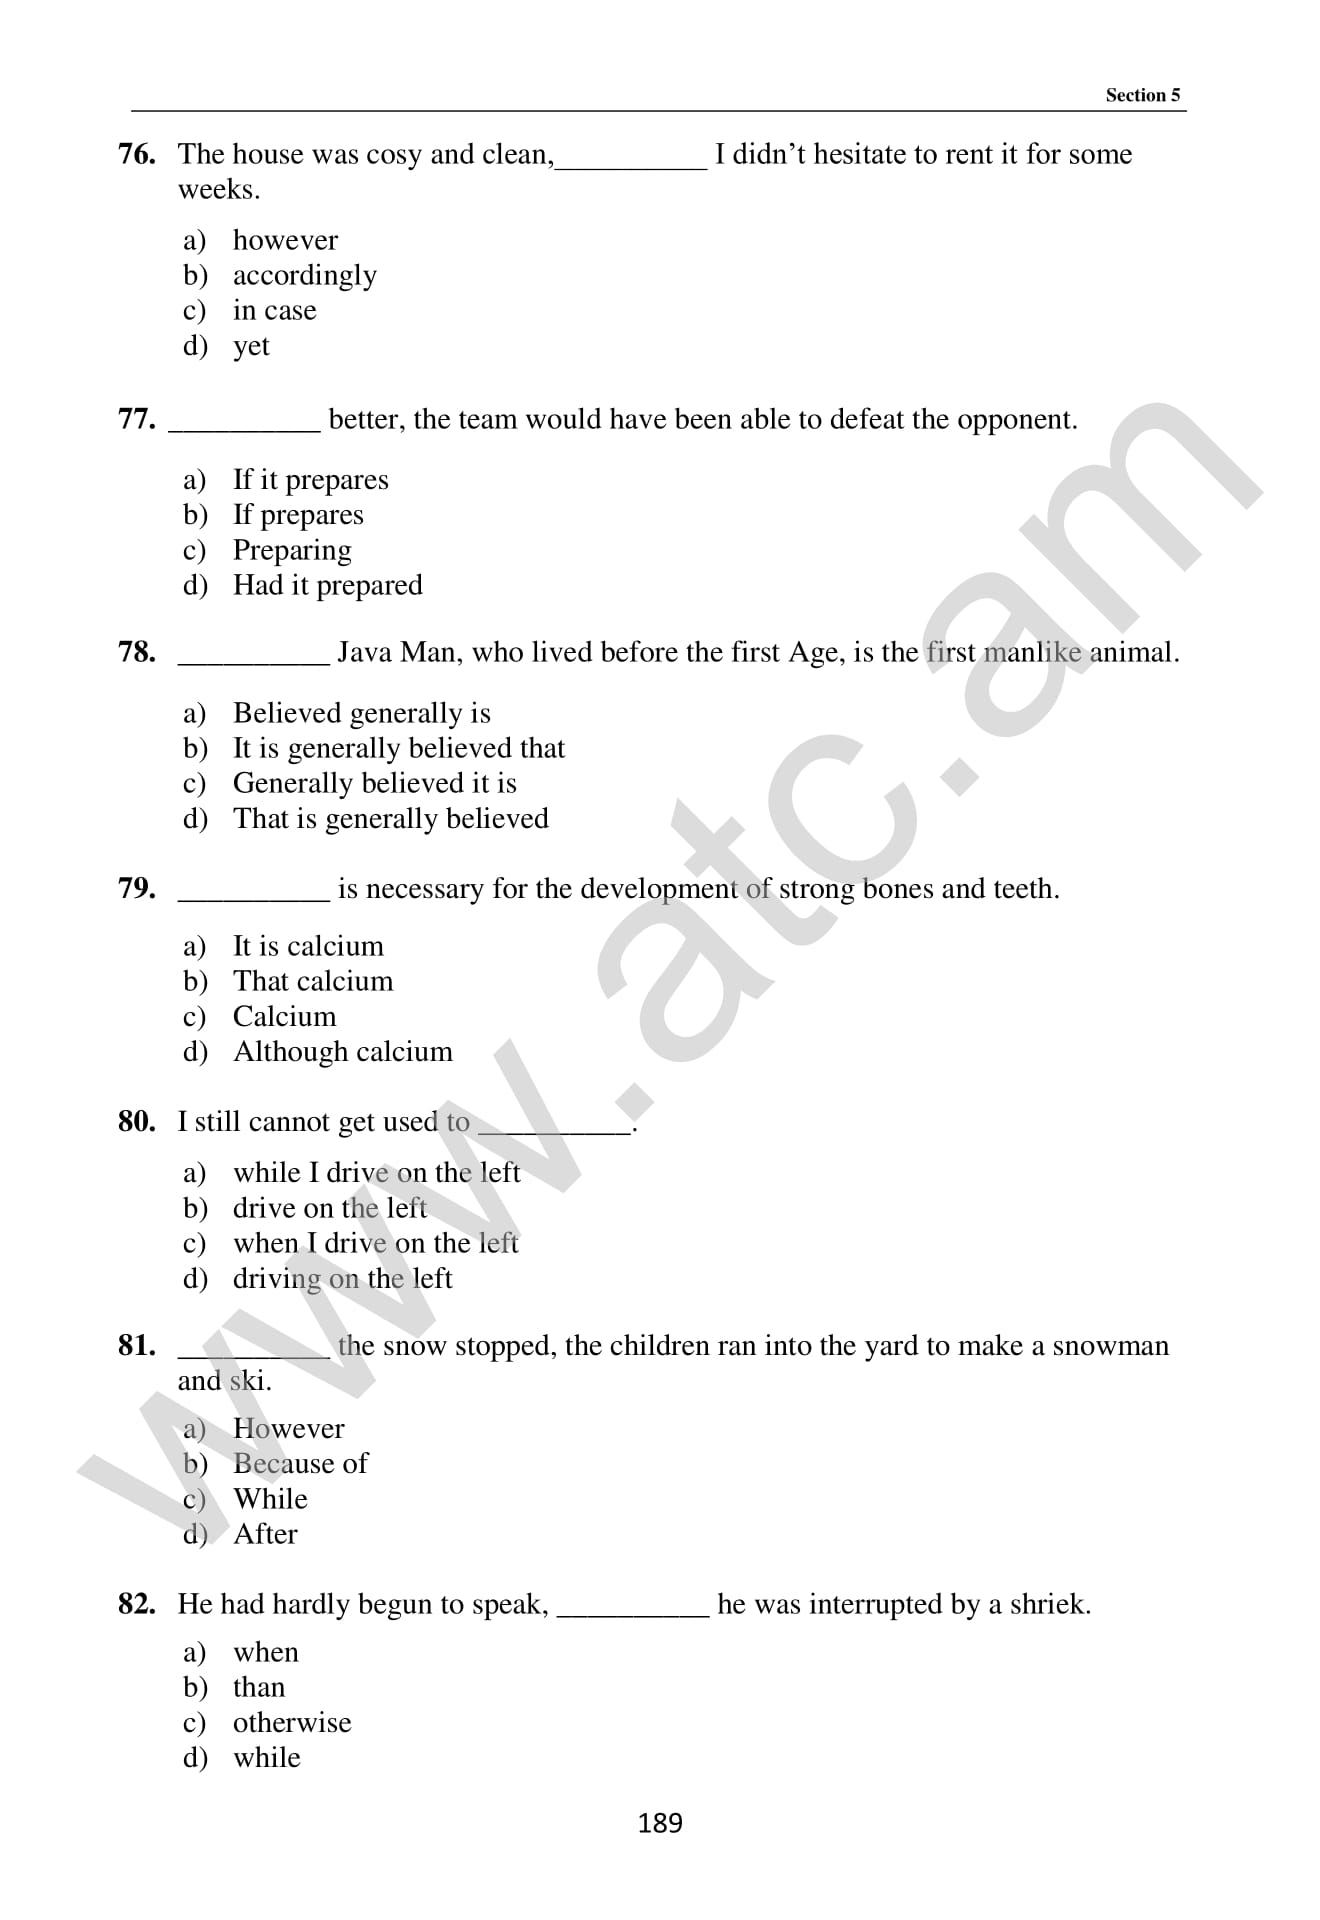 Section 5
76. The house was cosy and clean,__________ I didn’t hesitate to rent it for some
weeks.
a) however
b) accordingly
c) in case
d) yet
77. __________ better, the team would have been able to defeat the opponent.
a) If it prepares
b) If prepares
c) Preparing
d) Had it prepared
78. __________ Java Man, who lived before the first Age, is the first manlike animal.
a) Believed generally is
b) It is generally believed that
c) Generally believed it is
d) That is generally believed
79. __________ is necessary for the development of strong bones and teeth.
a) It is calcium
b) That calcium
c) Calcium
d) Although calcium
80. I still cannot get used to __________.
a) while I drive on the left
b) drive on the left
c) when I drive on the left
d) driving on the left
81. __________ the snow stopped, the children ran into the yard to make a snowman
and ski.
a) However
b) Because of
c) While
d) After
82. He had hardly begun to speak, __________ he was interrupted by a shriek.
a) when
b) than
c) otherwise
d) while
189
www.atc.am